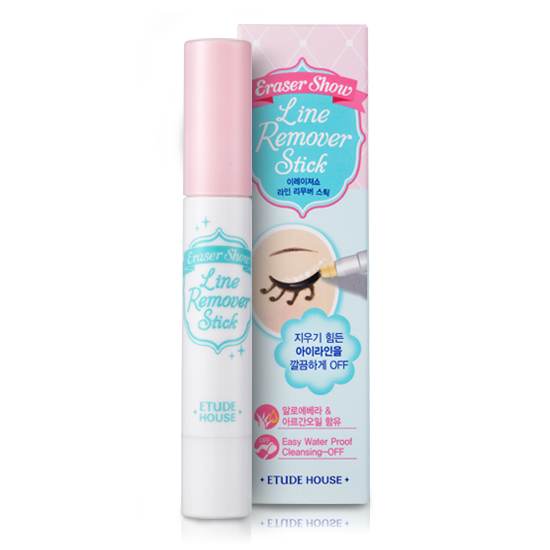 Eraser Show
Line
Remover
Stick
ETUDE
HOUSE
Eraser Show
Line
Remover
Stick
이레이져쇼
라인 리무버 스틱
지우기 힘든
아이라인을
깔끔하게 OFF
알로에베라 &
아르간오일 함유
OFF
Easy Water Proof
Cleansing-OFF
ETUDE HOUSE